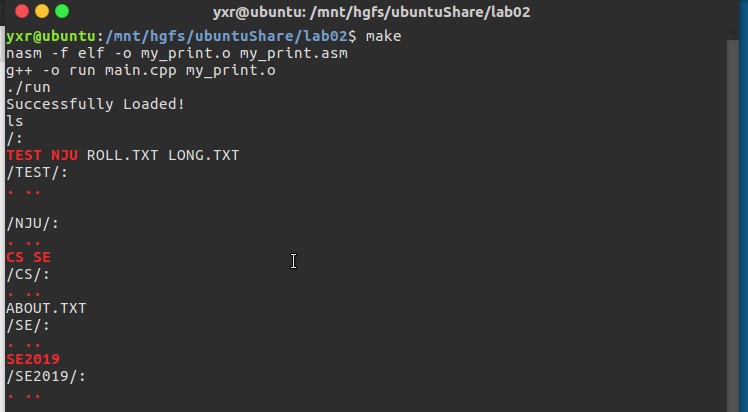 yxr@ubuntu: /mnt/hgfs/ubuntuShare/lab02
yxr@ubuntu:/mnt/hgfs/ubuntuShare/lab02$ make
nasm -f elf -o my_print.o my_print.asm
g++ -o run main.cpp my_print.o
./run
Successfully Loaded!
ls
/:
TEST NJU ROLL.TXT LONG.TXT
/TEST/:
. ..
/NJU/:
. ..
CS SE
/CS/:
. ..
ABOUT.TXT
/SE/:
. ..
SE2019
/SE2019/:
. ..